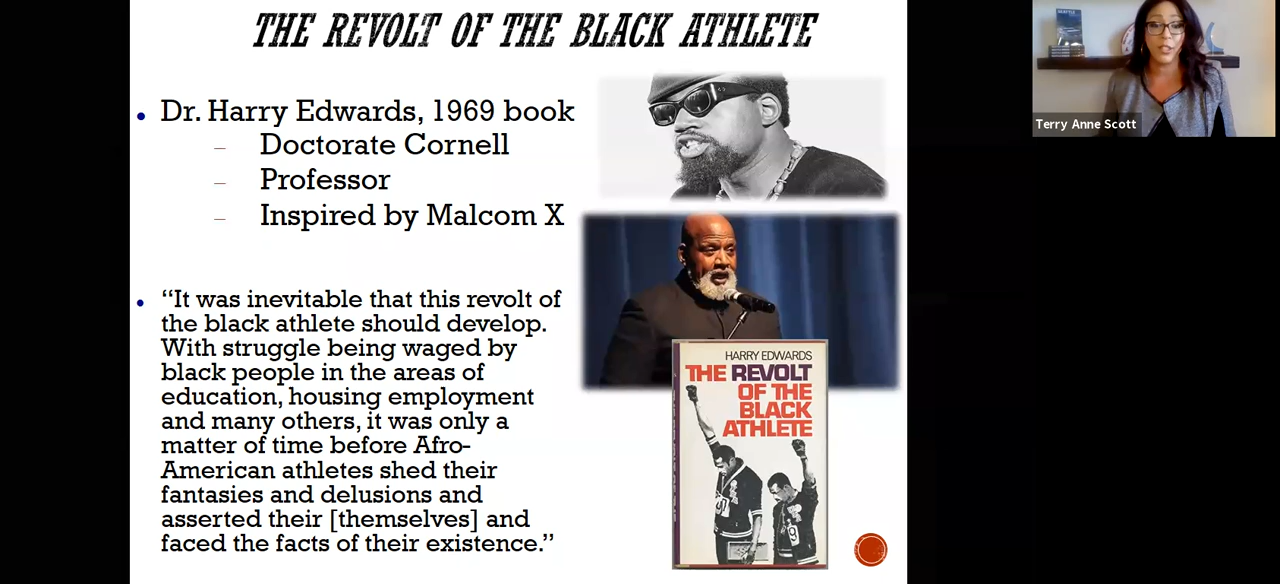 THE REVOLT OF THE BLACK ATHLETE
Dr. Harry Edwards, 1969 book
Doctorate Cornell
Professor
Inspired by Malcom X
“It was inevitable that this revolt of
the black athlete should develop.
With struggle being waged by
black people in the areas of
education, housing employment
and many others, it was only a
matter of time before Afro-
American athletes shed their
fantasies and delusions and
asserted their [themselves] and
faced the facts of their existence.”
HARRY EDWARDS
THE REVOLT
OF THE
BLACK
ATHLETE
Terry Anne Scott